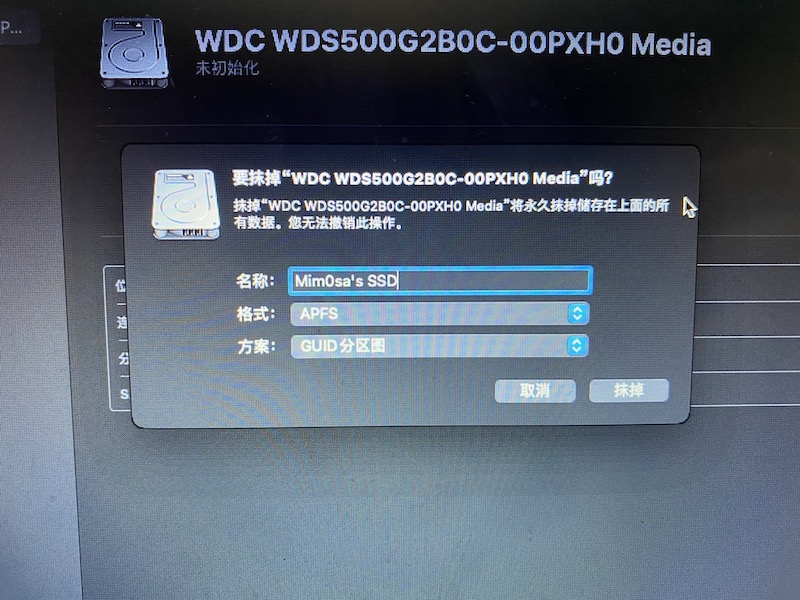 P...
WDC WDS500G2B0C-00PXH0 Media
未初始化
要抹掉“WDC WDS500G2B0C-00PXH0 Media”吗？
抹掉“WDC WDS500G2B0C-00PXH0 Media”将永久抹掉储存在上面的所
有数据。您无法撤销此操作。
名称： Mim0sa's SSD
格式： APFS
方案： GUID分区图
取消 抹掉